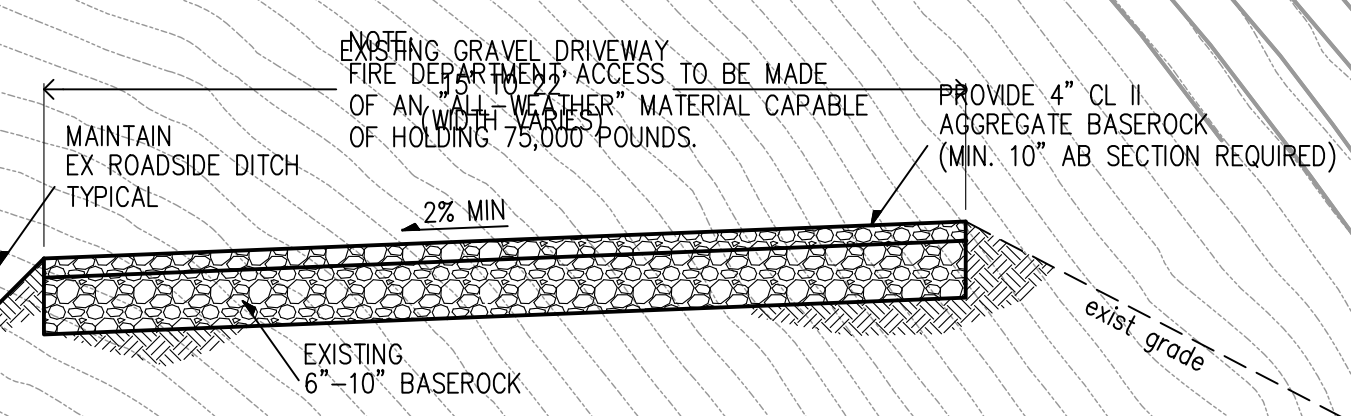 NOTE:
FIRE DEPARTMENT ACCESS TO BE MADE
OF AN "ALL-WEATHER" MATERIAL CAPABLE
OF HOLDING 75,000 POUNDS.
EXISTING GRAVEL DRIVEWAY
15' TO 22'
(WIDTH VARIES)
PROVIDE 4" CL II
AGGREGATE BASEROCK
(MIN. 10" AB SECTION REQUIRED)
MAINTAIN
EX ROADSIDE DITCH
TYPICAL
2% MIN
EXISTING
6"-10" BASEROCK
exist grade